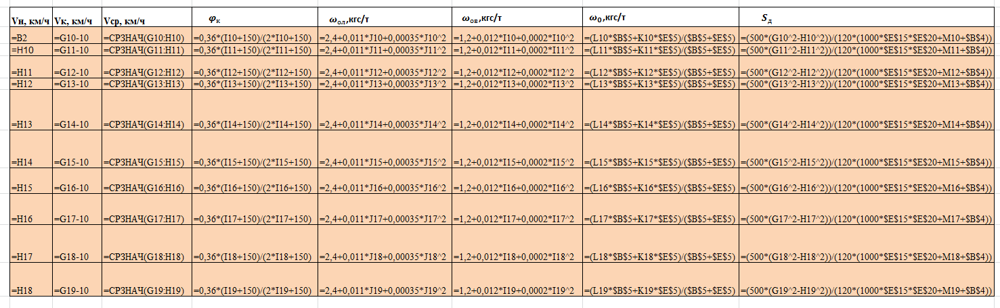 Vн, км/ч Vк, км/ч Vср, км/ч φк ωол,кгс/т ωов,кгс/т ω0,кгс/т Sд
=B2 =G10-10 =СРЗНАЧ(G10:H10) =0,36*(I10+150)/(2*I10+150) =2,4+0,011*J10+0,00035*J10^2 =1,2+0,012*I10+0,0002*I10^2 =(L10*$B$5+K10*$E$5)/($B$5+$E$5) =(500*(G10^2-H10^2))/(120*(1000*$E$15*$E$20+M10+$B$4))
=H10 =G11-10 =СРЗНАЧ(G11:H11) =0,36*(I11+150)/(2*I11+150) =2,4+0,011*J11+0,00035*J11^2 =1,2+0,012*I11+0,0002*I11^2 =(L11*$B$5+K11*$E$5)/($B$5+$E$5) =(500*(G11^2-H11^2))/(120*(1000*$E$15*$E$20+M11+$B$4))
=H11 =G12-10 =СРЗНАЧ(G12:H12) =0,36*(I12+150)/(2*I12+150) =2,4+0,011*J12+0,00035*J12^2 =1,2+0,012*I12+0,0002*I12^2 =(L12*$B$5+K12*$E$5)/($B$5+$E$5) =(500*(G12^2-H12^2))/(120*(1000*$E$15*$E$20+M12+$B$4))
=H12 =G13-10 =СРЗНАЧ(G13:H13) =0,36*(I13+150)/(2*I13+150) =2,4+0,011*J13+0,00035*J13^2 =1,2+0,012*I13+0,0002*I13^2 =(L13*$B$5+K13*$E$5)/($B$5+$E$5) =(500*(G13^2-H13^2))/(120*(1000*$E$15*$E$20+M13+$B$4))
=H13 =G14-10 =СРЗНАЧ(G14:H14) =0,36*(I14+150)/(2*I14+150) =2,4+0,011*J14+0,00035*J14^2 =1,2+0,012*I14+0,0002*I14^2 =(L14*$B$5+K14*$E$5)/($B$5+$E$5) =(500*(G14^2-H14^2))/(120*(1000*$E$15*$E$20+M14+$B$4))
=H14 =G15-10 =СРЗНАЧ(G15:H15) =0,36*(I15+150)/(2*I15+150) =2,4+0,011*J15+0,00035*J15^2 =1,2+0,012*I15+0,0002*I15^2 =(L15*$B$5+K15*$E$5)/($B$5+$E$5) =(500*(G15^2-H15^2))/(120*(1000*$E$15*$E$20+M15+$B$4))
=H15 =G16-10 =СРЗНАЧ(G16:H16) =0,36*(I16+150)/(2*I16+150) =2,4+0,011*J16+0,00035*J16^2 =1,2+0,012*I16+0,0002*I16^2 =(L16*$B$5+K16*$E$5)/($B$5+$E$5) =(500*(G16^2-H16^2))/(120*(1000*$E$15*$E$20+M16+$B$4))
=H16 =G17-10 =СРЗНАЧ(G17:H17) =0,36*(I17+150)/(2*I17+150) =2,4+0,011*J17+0,00035*J17^2 =1,2+0,012*I17+0,0002*I17^2 =(L17*$B$5+K17*$E$5)/($B$5+$E$5) =(500*(G17^2-H17^2))/(120*(1000*$E$15*$E$20+M17+$B$4))
=H17 =G18-10 =СРЗНАЧ(G18:H18) =0,36*(I18+150)/(2*I18+150) =2,4+0,011*J18+0,00035*J18^2 =1,2+0,012*I18+0,0002*I18^2 =(L18*$B$5+K18*$E$5)/($B$5+$E$5) =(500*(G18^2-H18^2))/(120*(1000*$E$15*$E$20+M18+$B$4))
=H18 =G19-10 =СРЗНАЧ(G19:H19) =0,36*(I19+150)/(2*I19+150) =2,4+0,011*J19+0,00035*J19^2 =1,2+0,012*I19+0,0002*I19^2 =(L19*$B$5+K19*$E$5)/($B$5+$E$5) =(500*(G19^2-H19^2))/(120*(1000*$E$15*$E$20+M19+$B$4))